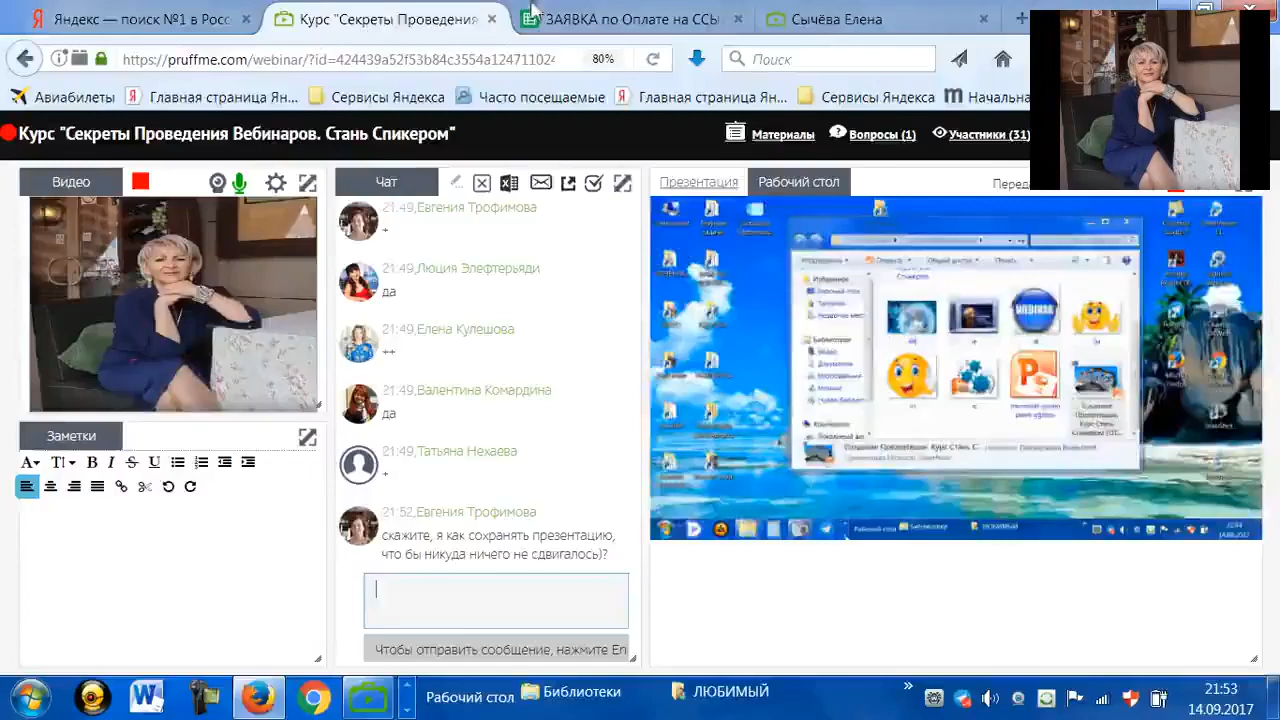 Яндекс — поиск №1 в Росс
Курс "Секреты Проведения
ЗАЯВКА по Оплате на ССЫ
Сычёва Елена
https://pruffme.com/webinar/?id=424439a52f53b84c3554a12471102
80%
Поиск
Авиабилеты
Главная страница Ян...
Сервисы Яндекса
Часто посещаемые
Главная страница Ян...
Сервисы Яндекса
Начальна
Курс "Секреты Проведения Вебинаров. Стань Спикером"
Материалы
Вопросы (1)
Участники (31)
Видео
Чат
Презентация
Рабочий стол
Переда
21:49,Евгения Трофимова
21:49,Люция Элефтерьяди
да
21:49,Елена Кулешова
++
21:49,Валентина Комардина
21:49,Татьяна Нехаева
+
21:52,Евгения Трофимова
скажите, я как сохранять презентацию,
что бы никуда ничего не сдвигалось)?
Чтобы отправить сообщение, нажмите En
Заметки
Рабочий стол
Библиотеки
ЛЮБИМЫЙ
21:53
14.09.2017